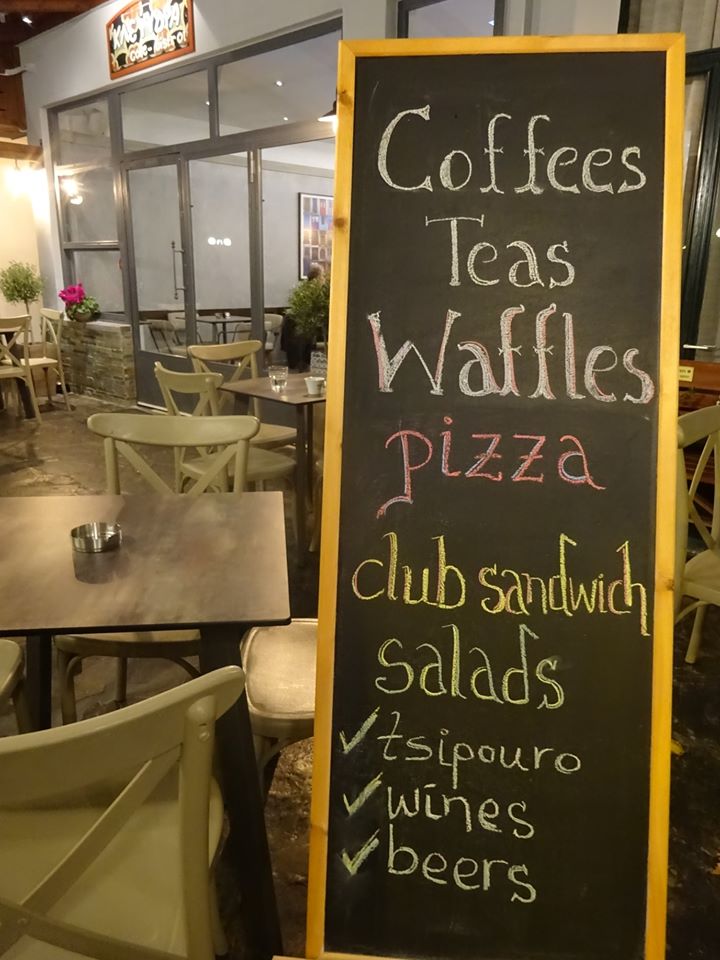 Coffees
Teas
Waffles
pizza
club sandwich
salads
tsipouro
wines
beers